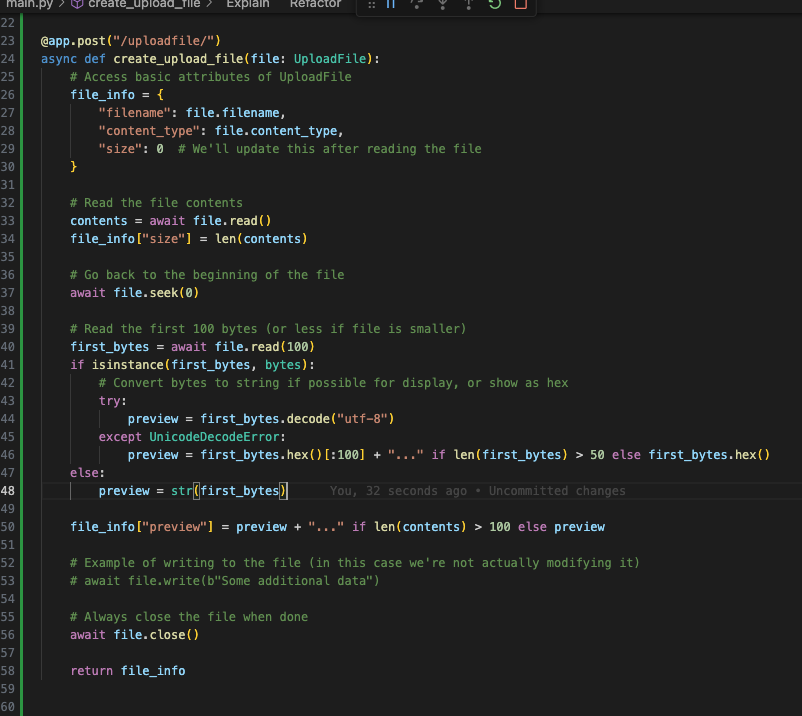 main.py > create_upload_file > Explain Refactor
22
23 @app.post("/uploadfile/")
24 async def create_upload_file(file: UploadFile):
25     # Access basic attributes of UploadFile
26     file_info = {
27         "filename": file.filename,
28         "content_type": file.content_type,
29         "size": 0  # We'll update this after reading the file
30     }
31
32     # Read the file contents
33     contents = await file.read()
34     file_info["size"] = len(contents)
35
36     # Go back to the beginning of the file
37     await file.seek(0)
38
39     # Read the first 100 bytes (or less if file is smaller)
40     first_bytes = await file.read(100)
41     if isinstance(first_bytes, bytes):
42         # Convert bytes to string if possible for display, or show as hex
43         try:
44             preview = first_bytes.decode("utf-8")
45         except UnicodeDecodeError:
46             preview = first_bytes.hex()[:100] + "..." if len(first_bytes) > 50 else first_bytes.hex()
47     else:
48         preview = str(first_bytes) You, 32 seconds ago • Uncommitted changes
49
50     file_info["preview"] = preview + "..." if len(contents) > 100 else preview
51
52     # Example of writing to the file (in this case we're not actually modifying it)
53     # await file.write(b"Some additional data")
54
55     # Always close the file when done
56     await file.close()
57
58     return file_info
59
60